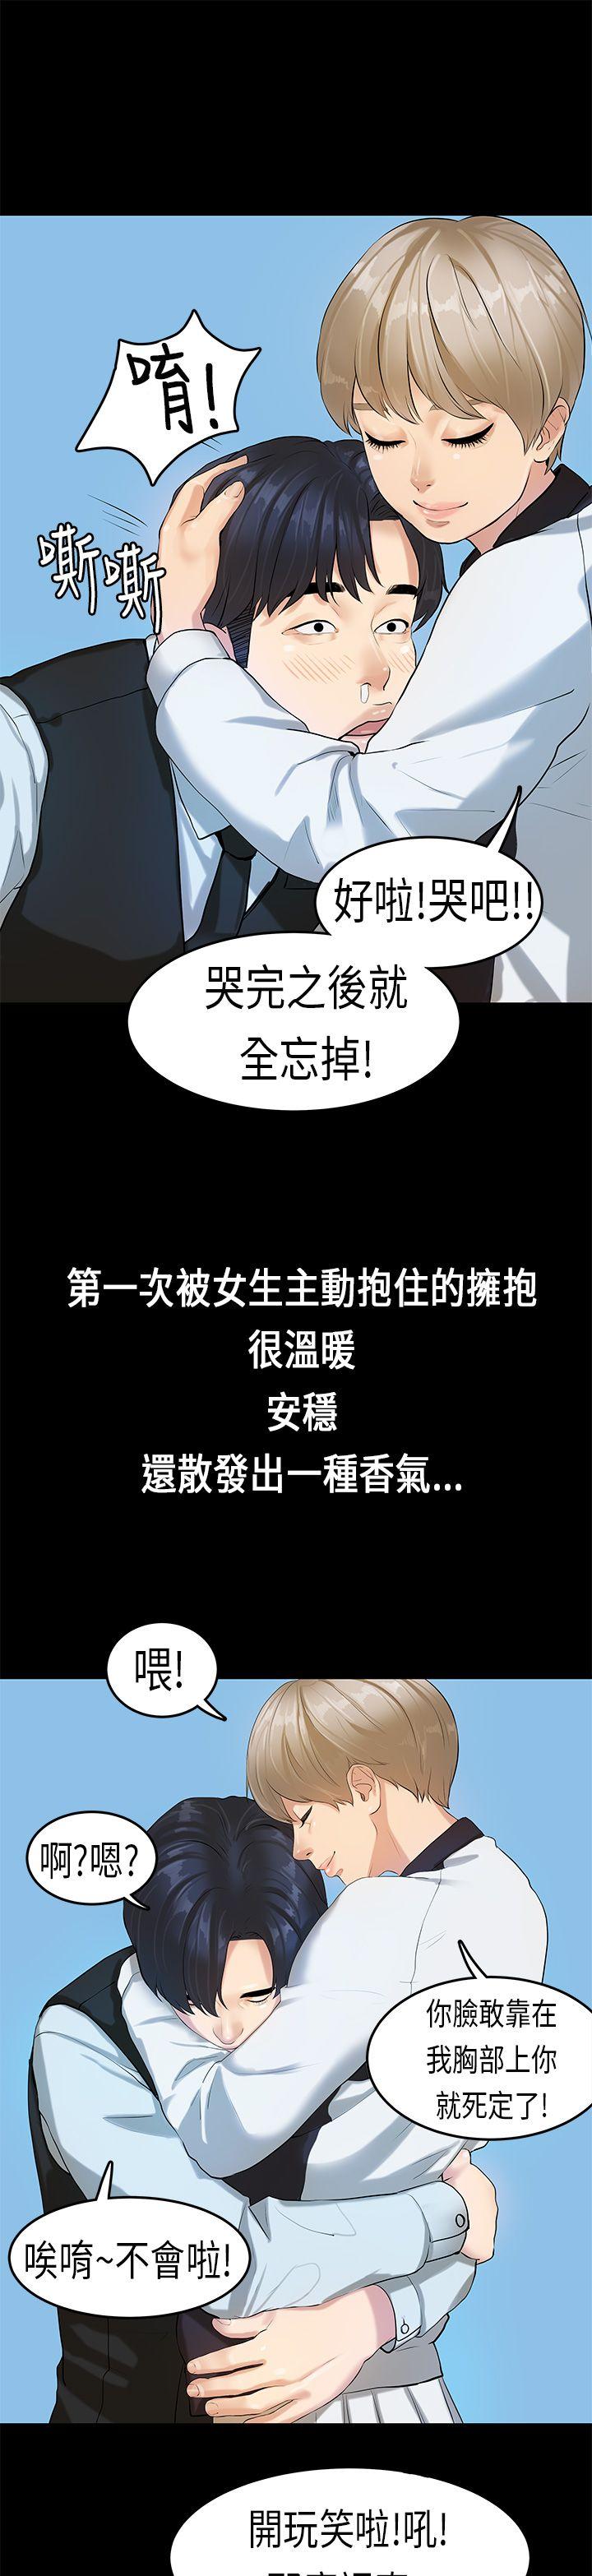 唷!
嘶嘶
好啦!哭吧!!
哭完之後就
全忘掉!
第一次被女生主動抱住的擁抱
很溫暖
安穩
還散發出一種香氣...
喂!
啊?嗯?
你臉敢靠在
我胸部上你
就死定了!
唉唷~不會啦!
開玩笑啦!吼!